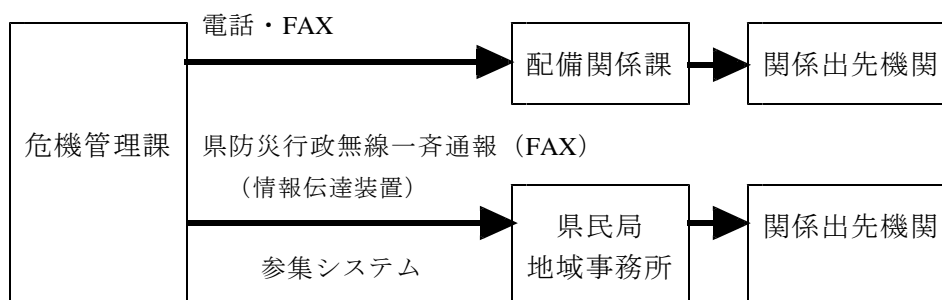 電話・FAX
配備関係課
関係出先機関
危機管理課
県防災行政無線一斉通報（FAX）
（情報伝達装置）
県民局
地域事務所
関係出先機関
参集システム